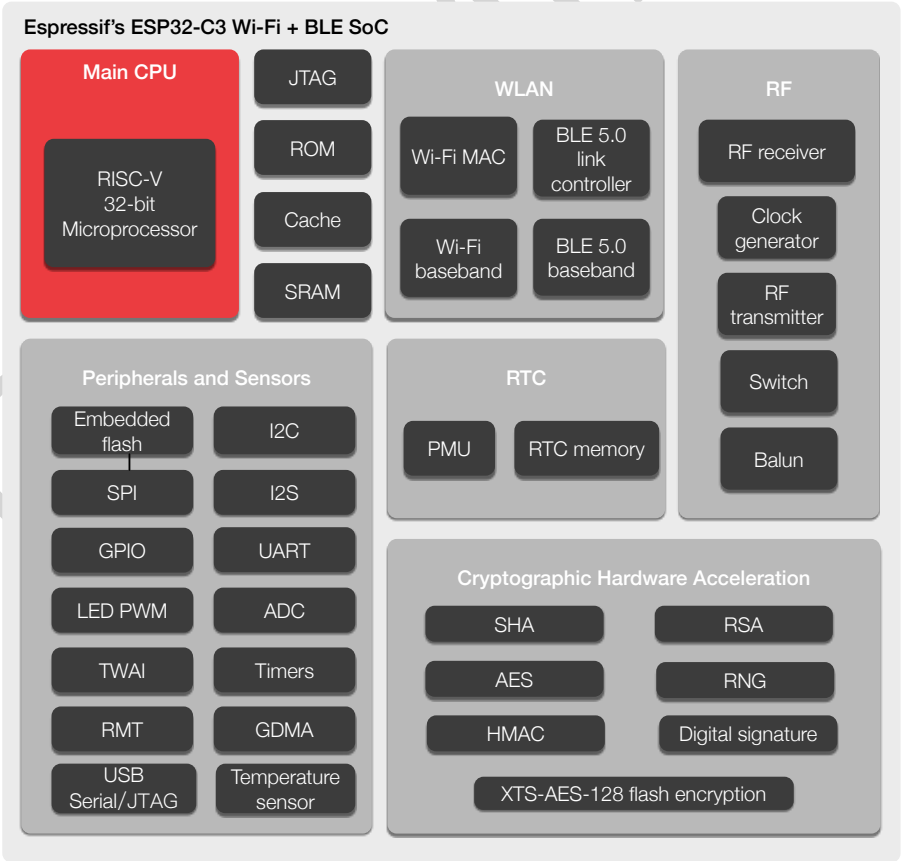 Espressif's ESP32-C3 Wi-Fi + BLE SoC
Main CPU
RISC-V
32-bit
Microprocessor
JTAG
ROM
Cache
SRAM
WLAN
Wi-Fi MAC
BLE 5.0
link
controller
Wi-Fi
baseband
BLE 5.0
baseband
RF
RF receiver
Clock
generator
RF
transmitter
Switch
Balun
Peripherals and Sensors
Embedded
flash
I2C
SPI
I2S
GPIO
UART
LED PWM
ADC
TWAI
Timers
RMT
GDMA
USB
Serial/JTAG
Temperature
sensor
RTC
PMU
RTC memory
Cryptographic Hardware Acceleration
SHA
RSA
AES
RNG
HMAC
Digital signature
XTS-AES-128 flash encryption